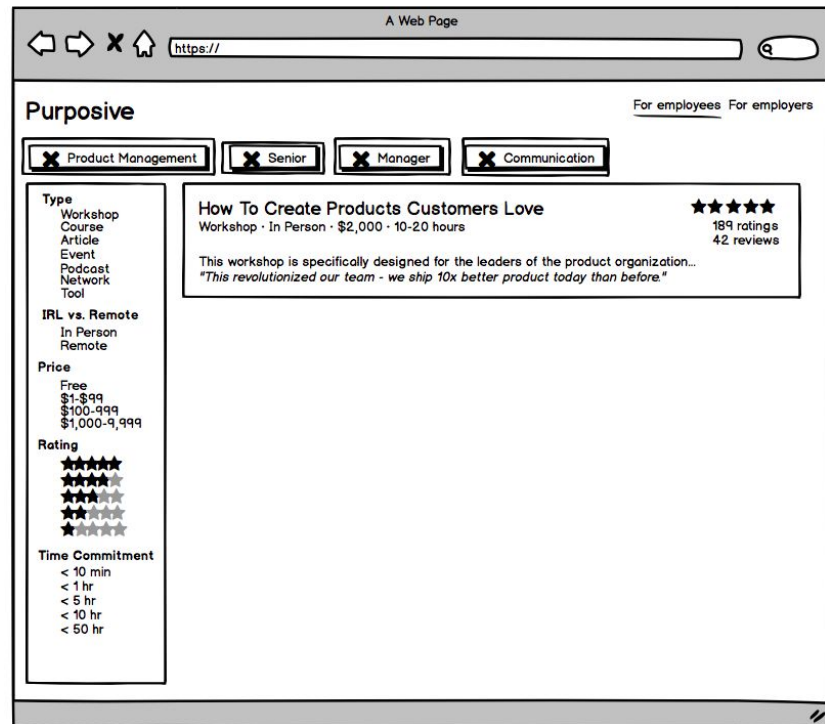 A Web Page
https://
Purposive
For employees For employers
Product Management
Senior
Manager
Communication
Type
Workshop
Course
Article
Event
Podcast
Network
Tool
IRL vs. Remote
In Person
Remote
Price
Free
$1-$99
$100-999
$1,000-9,999
Rating
Time Commitment
< 10 min
< 1 hr
< 5 hr
< 10 hr
< 50 hr
How To Create Products Customers Love
Workshop · In Person · $2,000 · 10-20 hours
189 ratings
42 reviews
This workshop is specifically designed for the leaders of the product organization...
"This revolutionized our team - we ship 10x better product today than before."